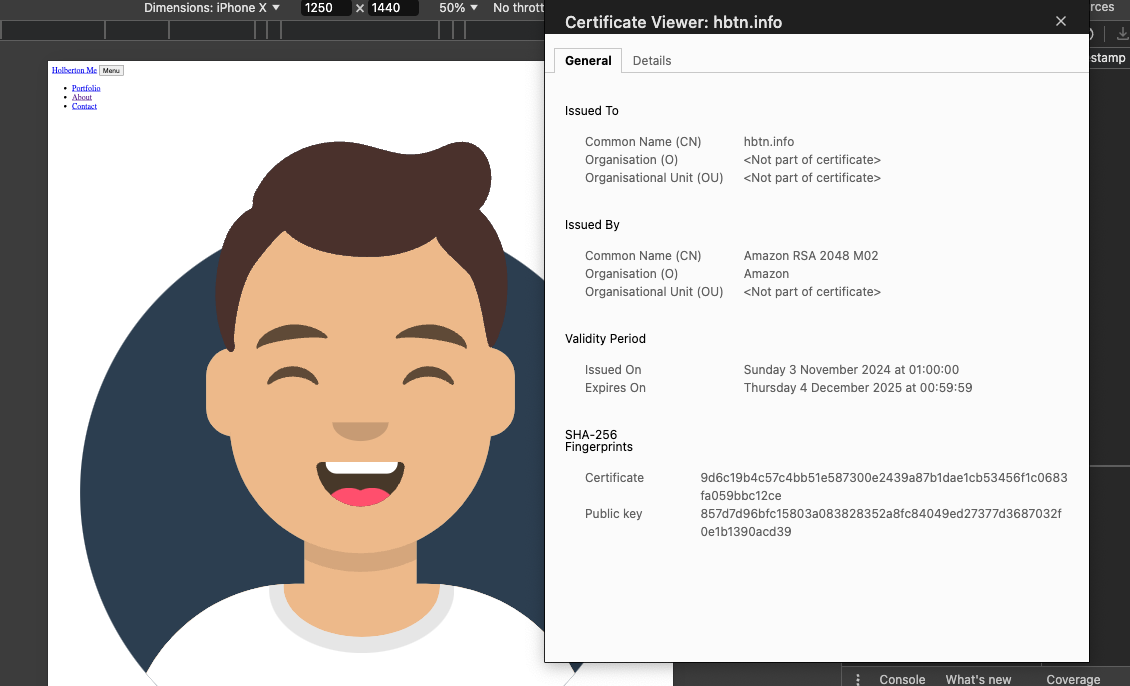 Dimensions: iPhone X ▼ 1250 × 1440 50% ▼ No thrott
Certificate Viewer: hbtn.info
rces
General Details
stamp
Holberton Me Menu
Portfolio
About
Contact
Issued To
Common Name (CN) hbtn.info
Organisation (O) <Not part of certificate>
Organisational Unit (OU) <Not part of certificate>
Issued By
Common Name (CN) Amazon RSA 2048 M02
Organisation (O) Amazon
Organisational Unit (OU) <Not part of certificate>
Validity Period
Issued On Sunday 3 November 2024 at 01:00:00
Expires On Thursday 4 December 2025 at 00:59:59
SHA-256
Fingerprints
Certificate 9d6c19b4c57c4bb51e587300e2439a87b1dae1cb53456f1c0683
fa059bbc12ce
Public key 857d7d96bfc15803a083828352a8fc84049ed27377d3687032f
0e1b1390acd39
Console What's new Coverage